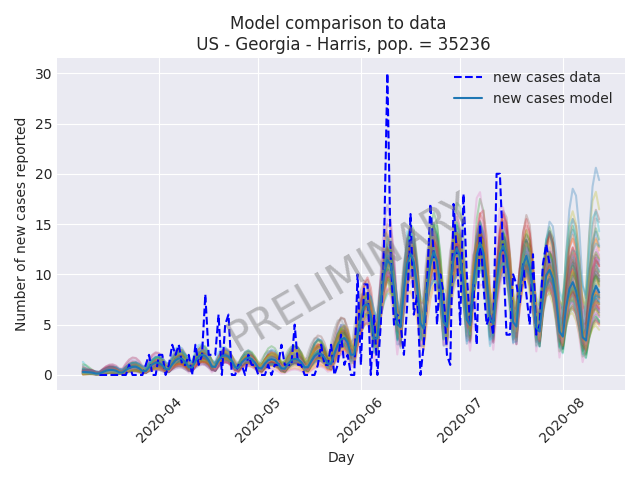 Model comparison to data
US - Georgia - Harris, pop. = 35236
new cases data
new cases model
PRELIMINARY
Number of new cases reported
30
25
20
15
10
5
0
2020-04
2020-05
2020-06
2020-07
2020-08
Day